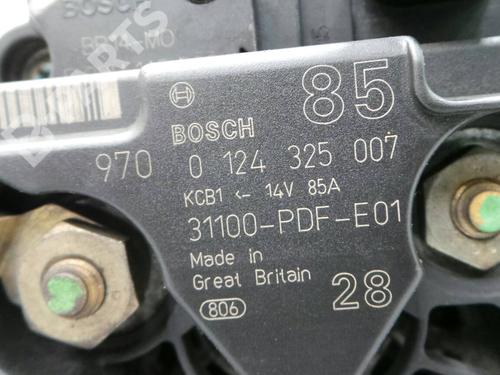 BOSCH
85
BOSCH
970 0 124 325 007
KCB1 <- 14V 85A
31100-PDF-E01
Made in
Great Britain
806
28